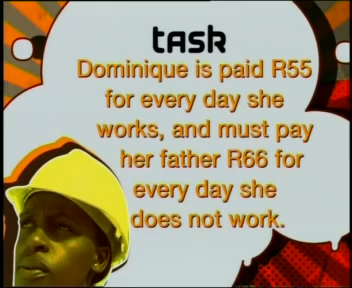 task
Dominique is paid R55
for every day she
works, and must pay
her father R66 for
every day she
does not work.